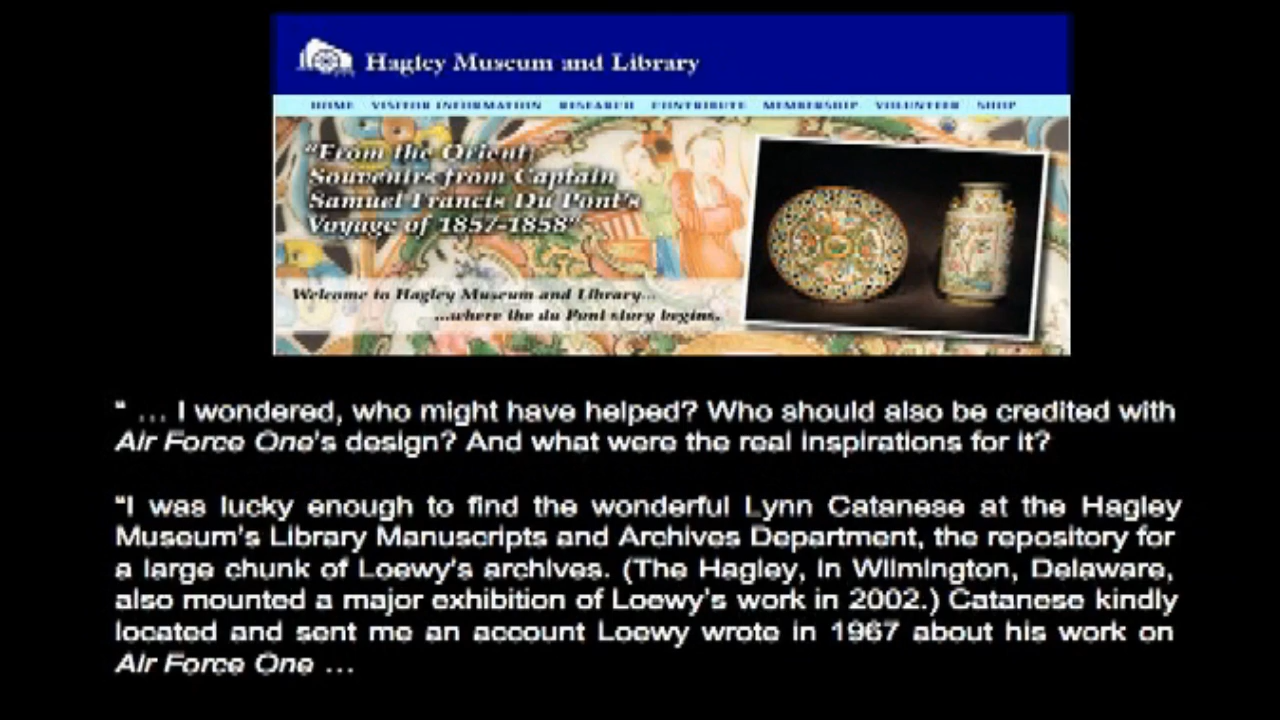 Hagley Museum and Library
HOME VISITOR INFORMATION RESEARCH CONTRIBUTE MEMBERSHIP VOLUNTEER SHOP
"From the Orient:
Souvenirs from Captain
Samuel Francis Du Pont's
Voyage of 1857-1858"
Welcome to Hagley Museum and Library...
...where the du Pont story begins.
“ … I wondered, who might have helped? Who should also be credited with
Air Force One's design? And what were the real inspirations for it?
“I was lucky enough to find the wonderful Lynn Catanese at the Hagley
Museum's Library Manuscripts and Archives Department, the repository for
a large chunk of Loewy's archives. (The Hagley, in Wilmington, Delaware,
also mounted a major exhibition of Loewy's work in 2002.) Catanese kindly
located and sent me an account Loewy wrote in 1967 about his work on
Air Force One …